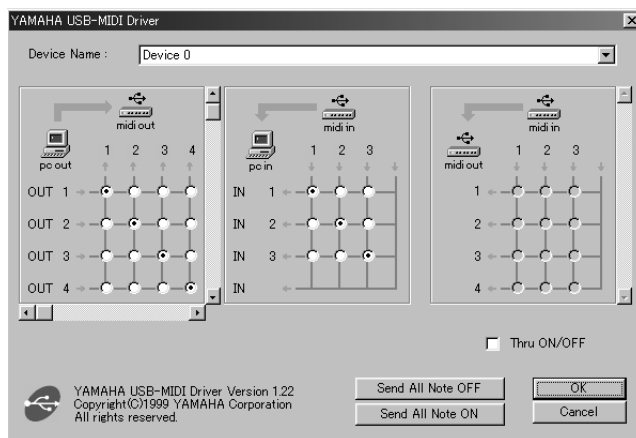 YAMAHA USB-MIDI Driver
Device Name : Device 0
midi out
pc out 1 2 3 4
OUT 1
OUT 2
OUT 3
OUT 4
midi in
pc in 1 2 3
IN 1
IN 2
IN 3
IN
midi in
midi out 1 2 3
1
2
3
4
Thru ON/OFF
YAMAHA USB-MIDI Driver Version 1.22
Copyright(C)1999 YAMAHA Corporation
All rights reserved.
Send All Note OFF
Send All Note ON
OK
Cancel